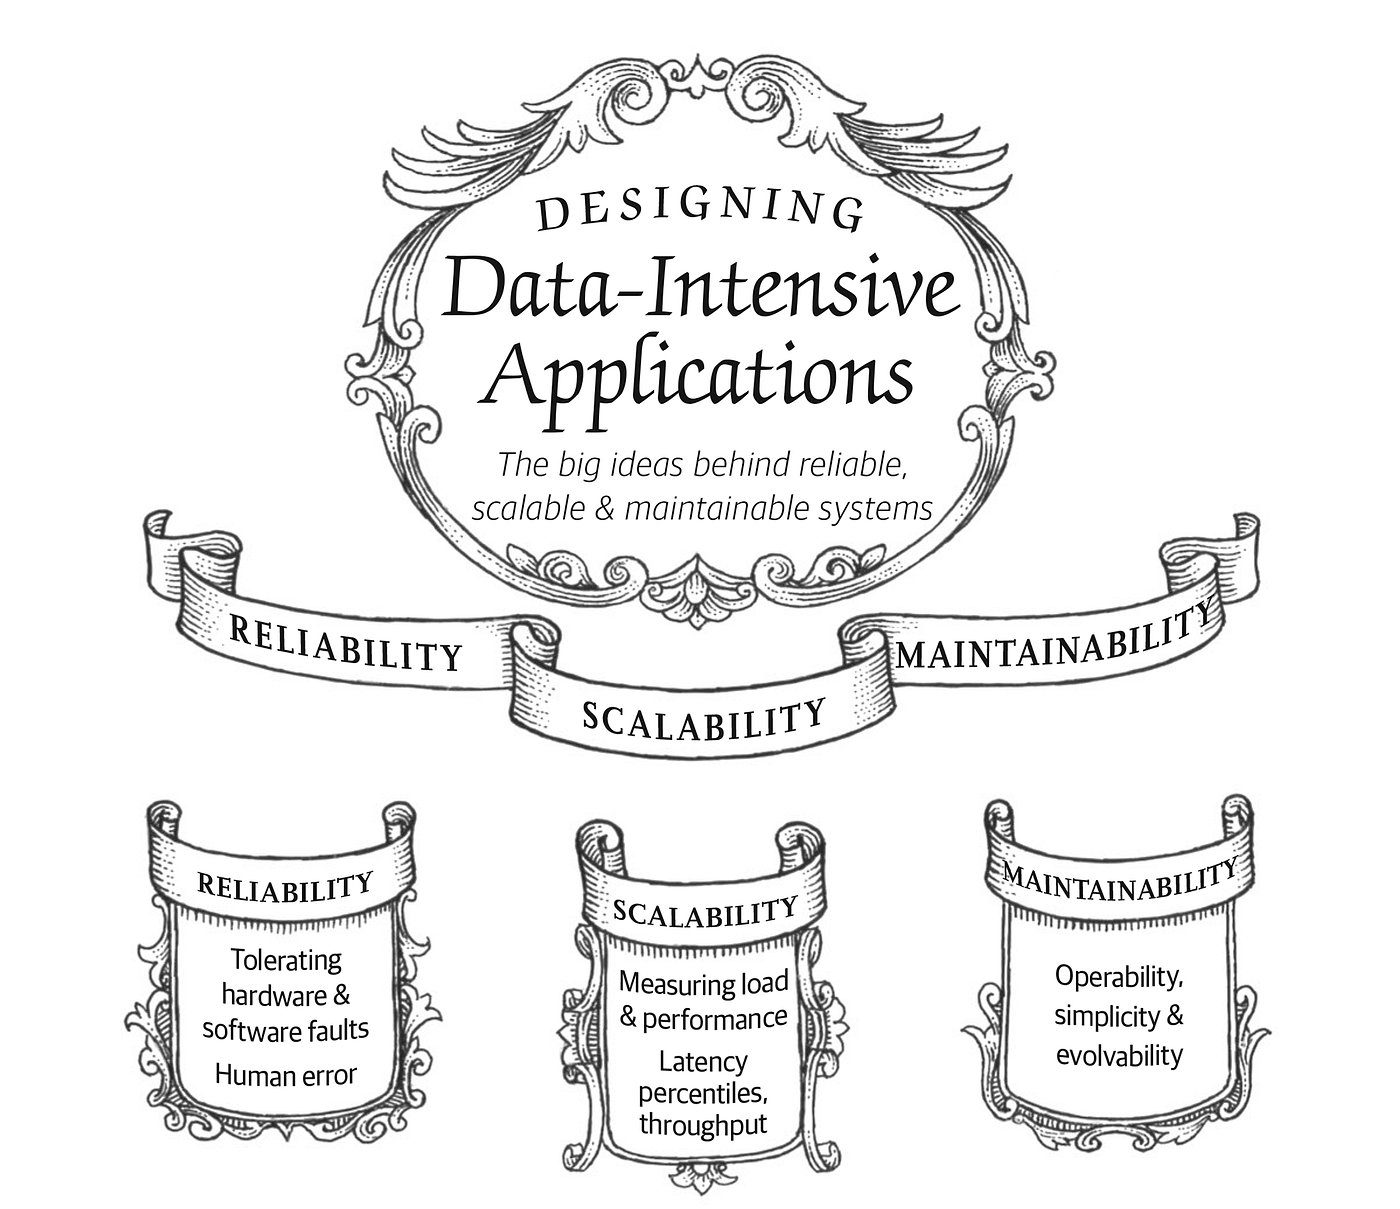 DESIGNING
Data-Intensive
Applications
The big ideas behind reliable,
scalable & maintainable systems
RELIABILITY
SCALABILITY
MAINTAINABILITY
RELIABILITY
Tolerating
hardware &
software faults
Human error
SCALABILITY
Measuring load
& performance
Latency
percentiles,
throughput
MAINTAINABILITY
Operability,
simplicity &
evolvability